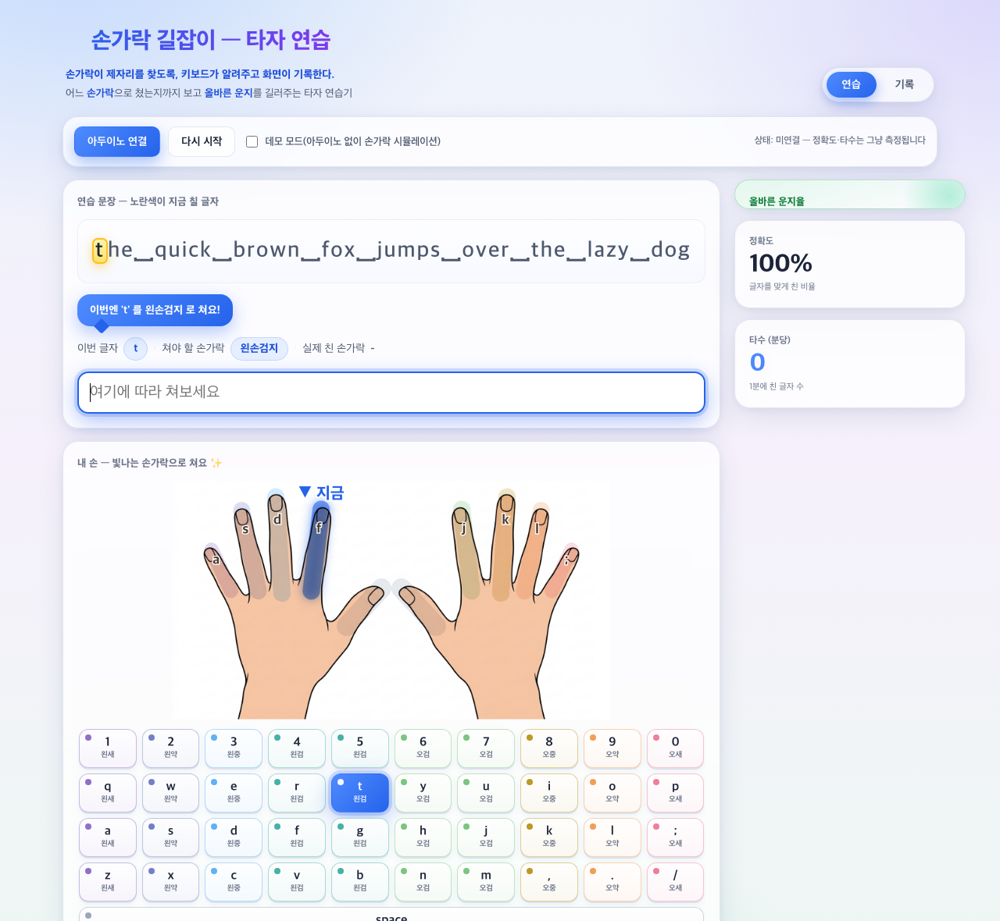 손가락 길잡이 — 타자 연습
손가락이 제자리를 찾도록, 키보드가 알려주고 화면이 기록한다.
어느 손가락으로 쳤는지까지 보고 올바른 운지를 길러주는 타자 연습기
연습 기록
아두이노 연결 다시 시작 데모 모드(아두이노 없이 손가락 시뮬레이션) 상태: 미연결 — 정확도·타수는 그냥 측정됩니다
연습 문장 — 노란색이 지금 칠 글자
the␣quick␣brown␣fox␣jumps␣over␣the␣lazy␣dog
이번엔 't' 를 왼손검지 로 쳐요!
이번 글자 t · 쳐야 할 손가락 왼손검지 · 실제 친 손가락 -
여기에 따라 쳐보세요
올바른 운지율
정확도
100%
글자를 맞게 친 비율
타수 (분당)
0
1분에 친 글자 수
내 손 — 빛나는 손가락으로 쳐요 ✨
▼ 지금
a s d f j k l ;
1 2 3 4 5 6 7 8 9 0
왼새 왼약 왼중 왼검 왼검 오검 오검 오중 오약 오새
q w e r t y u i o p
왼새 왼약 왼중 왼검 왼검 오검 오검 오중 오약 오새
a s d f g h j k l ;
왼새 왼약 왼중 왼검 왼검 오검 오검 오중 오약 오새
z x c v b n m , . /
왼새 왼약 왼중 왼검 왼검 오검 오검 오중 오약 오새
space